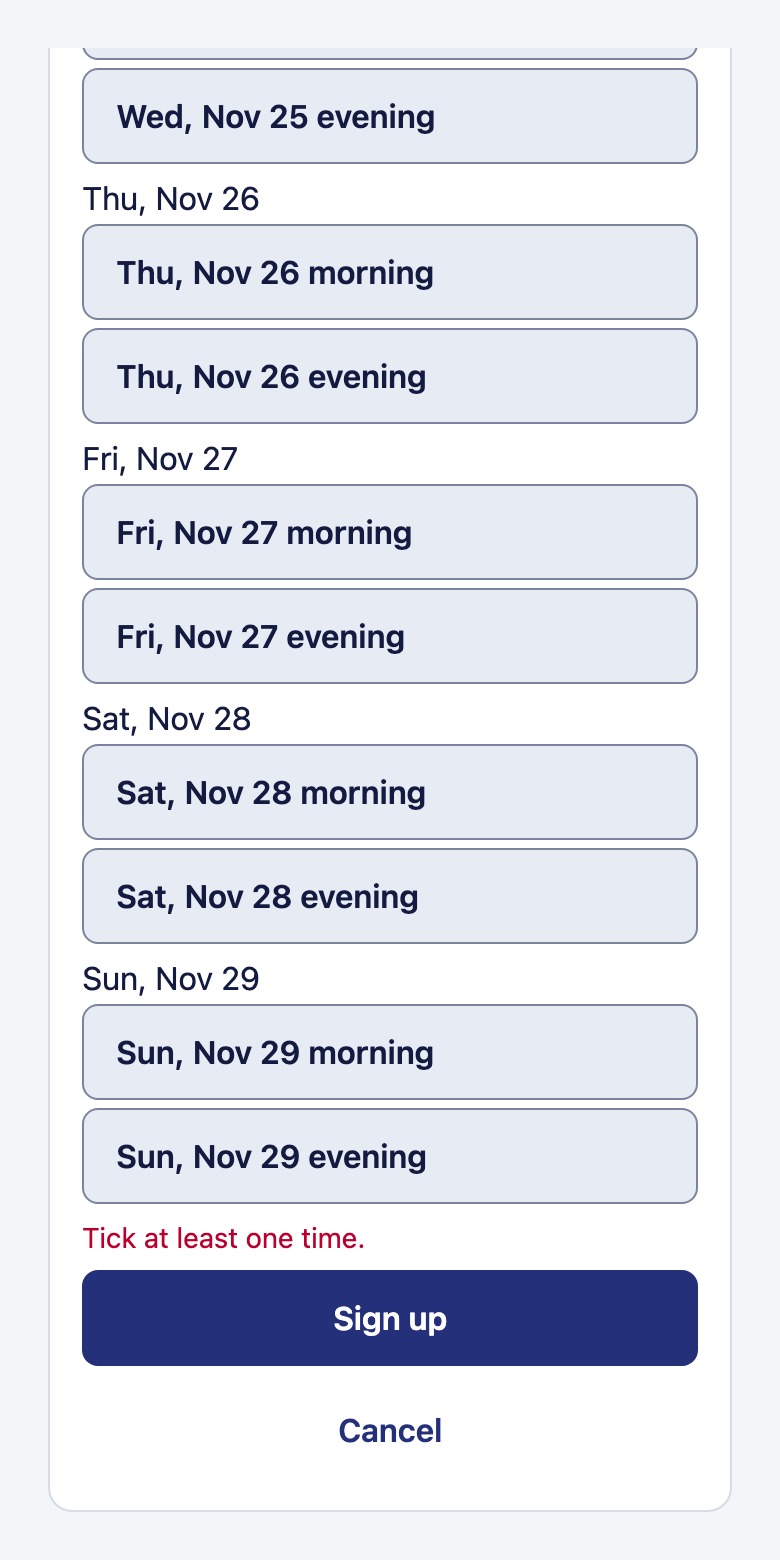 Wed, Nov 25 evening
Thu, Nov 26
Thu, Nov 26 morning
Thu, Nov 26 evening
Fri, Nov 27
Fri, Nov 27 morning
Fri, Nov 27 evening
Sat, Nov 28
Sat, Nov 28 morning
Sat, Nov 28 evening
Sun, Nov 29
Sun, Nov 29 morning
Sun, Nov 29 evening
Tick at least one time.
Sign up
Cancel